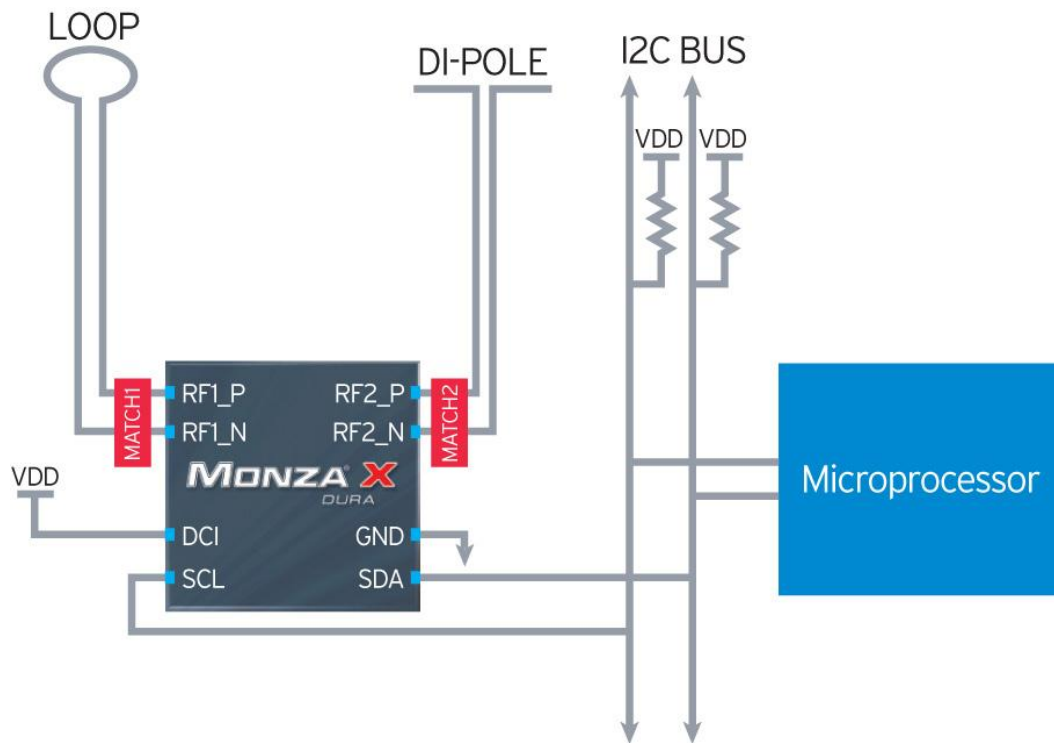 LOOP
DI-POLE
I2C BUS
VDD
VDD
MATCH1
RF1_P
RF2_P
MATCH2
RF1_N
RF2_N
MONZA X
DURA
VDD
DCI
GND
SCL
SDA
Microprocessor